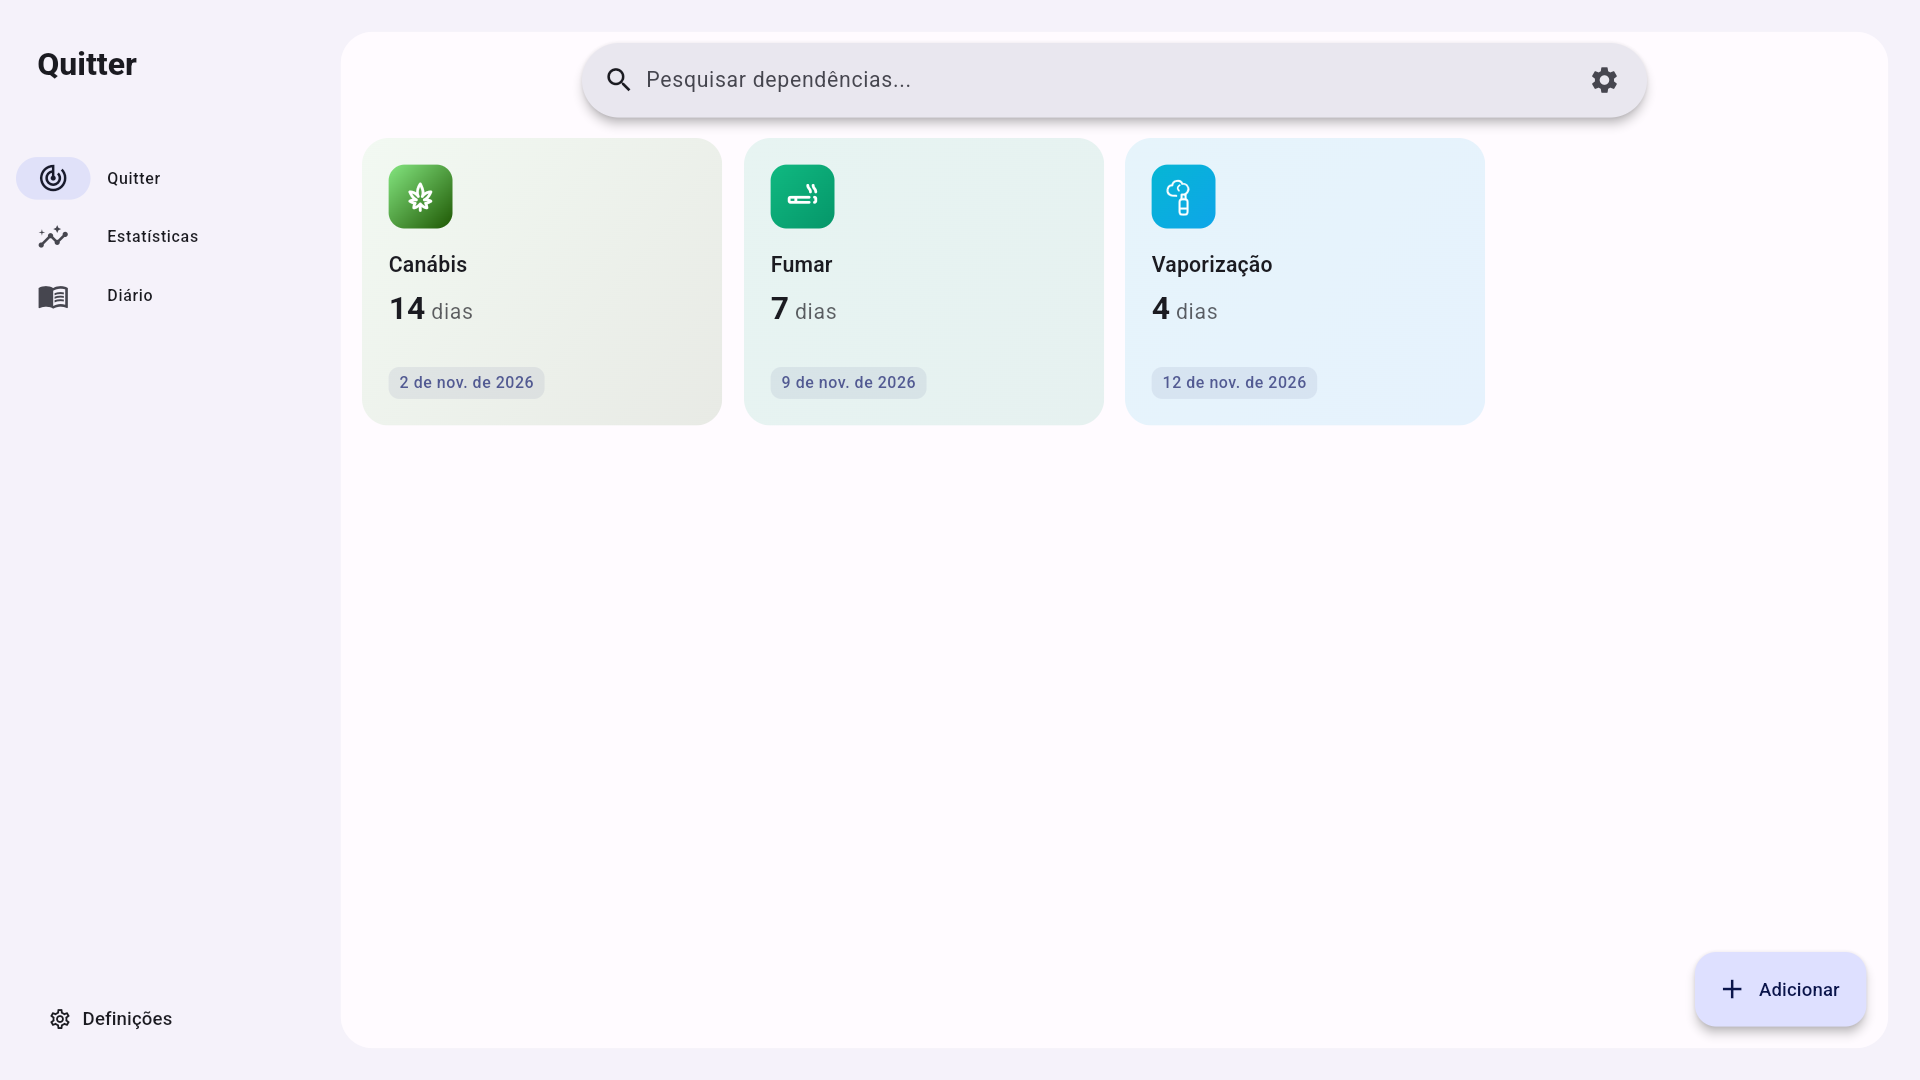 Quitter
Quitter
Estatísticas
Diário
Definições
Pesquisar dependências...
Canábis
14 dias
2 de nov. de 2026
Fumar
7 dias
9 de nov. de 2026
Vaporização
4 dias
12 de nov. de 2026
Adicionar